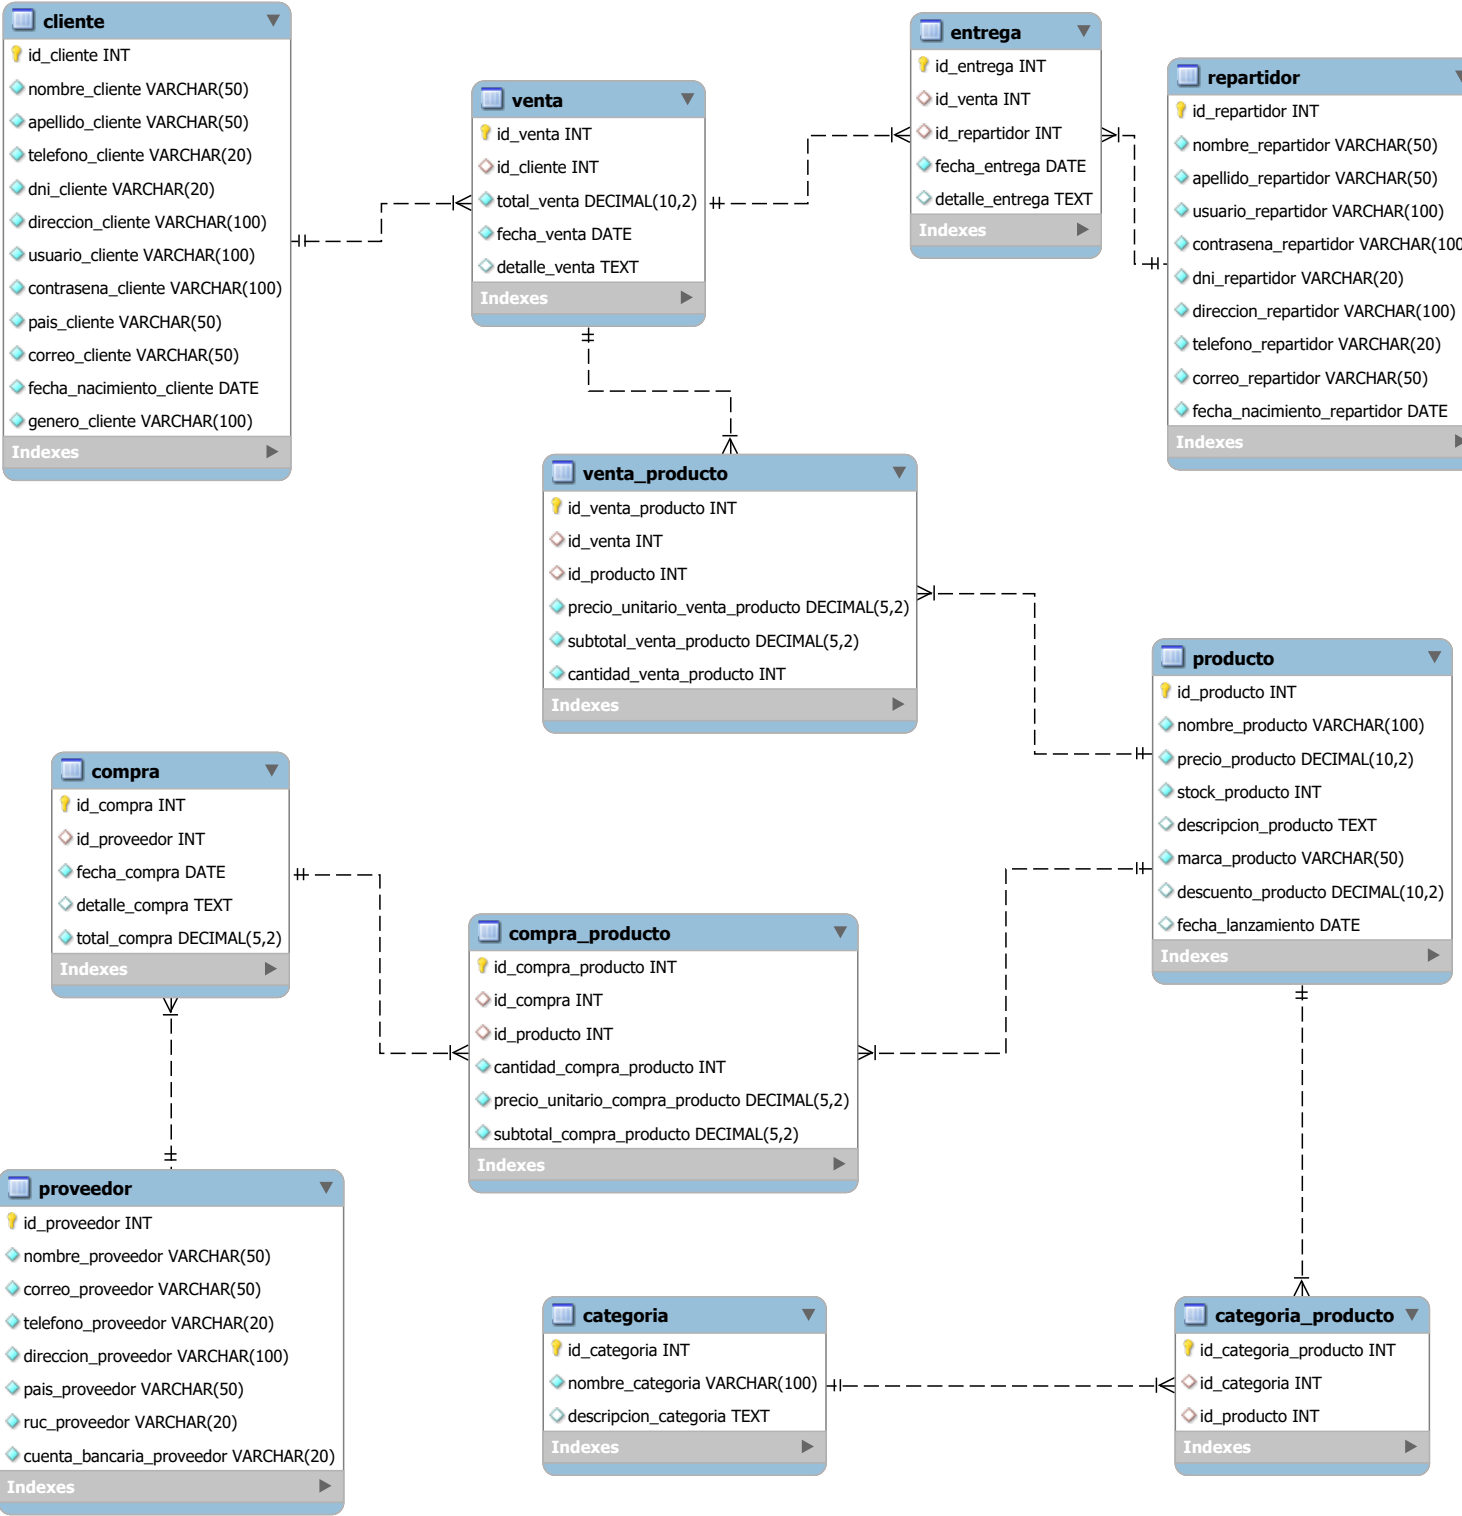 cliente
id_cliente INT
nombre_cliente VARCHAR(50)
apellido_cliente VARCHAR(50)
telefono_cliente VARCHAR(20)
dni_cliente VARCHAR(20)
direccion_cliente VARCHAR(100)
usuario_cliente VARCHAR(100)
contrasena_cliente VARCHAR(100)
pais_cliente VARCHAR(50)
correo_cliente VARCHAR(50)
fecha_nacimiento_cliente DATE
genero_cliente VARCHAR(100)
Indexes
venta
id_venta INT
id_cliente INT
total_venta DECIMAL(10,2)
fecha_venta DATE
detalle_venta TEXT
Indexes
entrega
id_entrega INT
id_venta INT
id_repartidor INT
fecha_entrega DATE
detalle_entrega TEXT
Indexes
repartidor
id_repartidor INT
nombre_repartidor VARCHAR(50)
apellido_repartidor VARCHAR(50)
usuario_repartidor VARCHAR(100)
contrasena_repartidor VARCHAR(100
dni_repartidor VARCHAR(20)
direccion_repartidor VARCHAR(100)
telefono_repartidor VARCHAR(20)
correo_repartidor VARCHAR(50)
fecha_nacimiento_repartidor DATE
Indexes
venta_producto
id_venta_producto INT
id_venta INT
id_producto INT
precio_unitario_venta_producto DECIMAL(5,2)
subtotal_venta_producto DECIMAL(5,2)
cantidad_venta_producto INT
Indexes
producto
id_producto INT
nombre_producto VARCHAR(100)
precio_producto DECIMAL(10,2)
stock_producto INT
descripcion_producto TEXT
marca_producto VARCHAR(50)
descuento_producto DECIMAL(10,2)
fecha_lanzamiento DATE
Indexes
compra
id_compra INT
id_proveedor INT
fecha_compra DATE
detalle_compra TEXT
total_compra DECIMAL(5,2)
Indexes
compra_producto
id_compra_producto INT
id_compra INT
id_producto INT
cantidad_compra_producto INT
precio_unitario_compra_producto DECIMAL(5,2)
subtotal_compra_producto DECIMAL(5,2)
Indexes
proveedor
id_proveedor INT
nombre_proveedor VARCHAR(50)
correo_proveedor VARCHAR(50)
telefono_proveedor VARCHAR(20)
direccion_proveedor VARCHAR(100)
pais_proveedor VARCHAR(50)
ruc_proveedor VARCHAR(20)
cuenta_bancaria_proveedor VARCHAR(20)
Indexes
categoria
id_categoria INT
nombre_categoria VARCHAR(100)
descripcion_categoria TEXT
Indexes
categoria_producto
id_categoria_producto INT
id_categoria INT
id_producto INT
Indexes